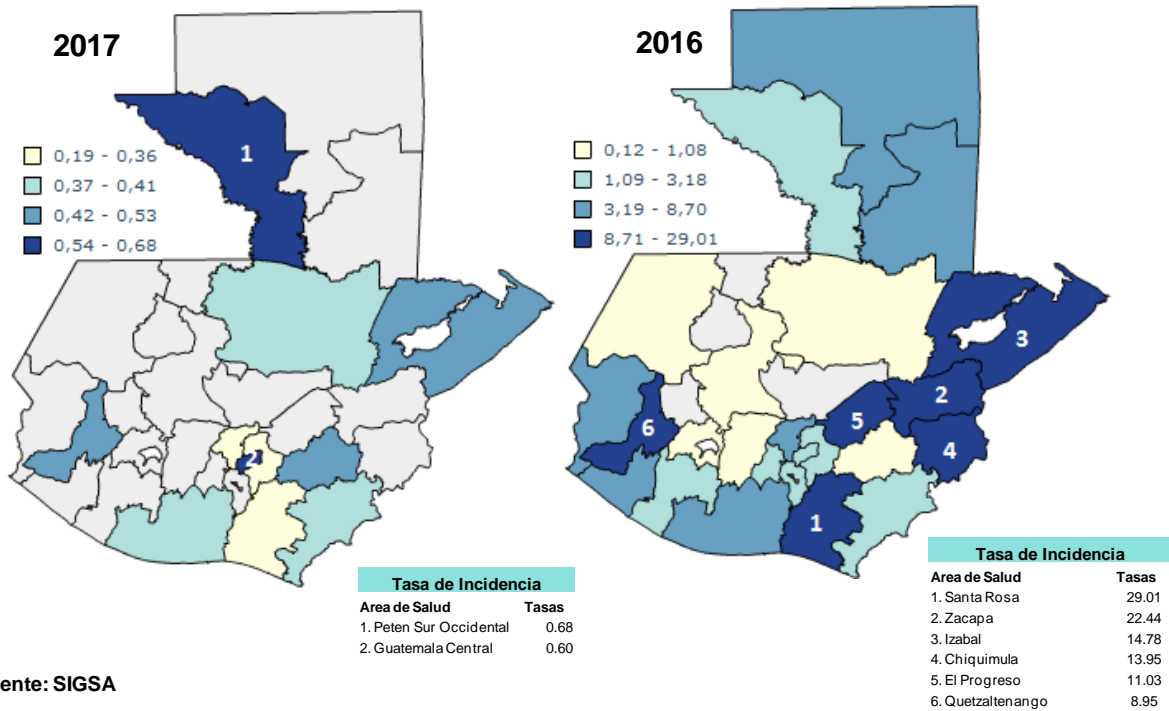 2017
0,19 - 0,36
0,37 - 0,41
0,42 - 0,53
0,54 - 0,68
1
2
Tasa de Incidencia
Area de Salud Tasas
1. Peten Sur Occidental 0.68
2. Guatemala Central 0.60
ente: SIGSA
2016
0,12 - 1,08
1,09 - 3,18
3,19 - 8,70
8,71 - 29,01
3
2
5
6
4
1
Tasa de Incidencia
Area de Salud Tasas
1. Santa Rosa 29.01
2. Zacapa 22.44
3. Izabal 14.78
4. Chiquimula 13.95
5. El Progreso 11.03
6. Quetzaltenango 8.95